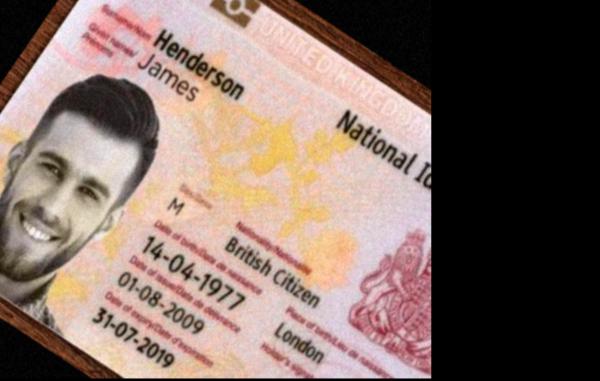 UNITED KINGDOM
Surname/Nom
Henderson
Given names/
Prénoms
James
National Id
Sex/Sexe
M
Nationality/Nationalité
British Citizen
Date of birth/Date de naissance
14-04-1977
Date of issue/Date de délivrance
01-08-2009
Place of birth/Lieu de naissance
London
Date of expiry/Date d'expiration
31-07-2019
Holder's